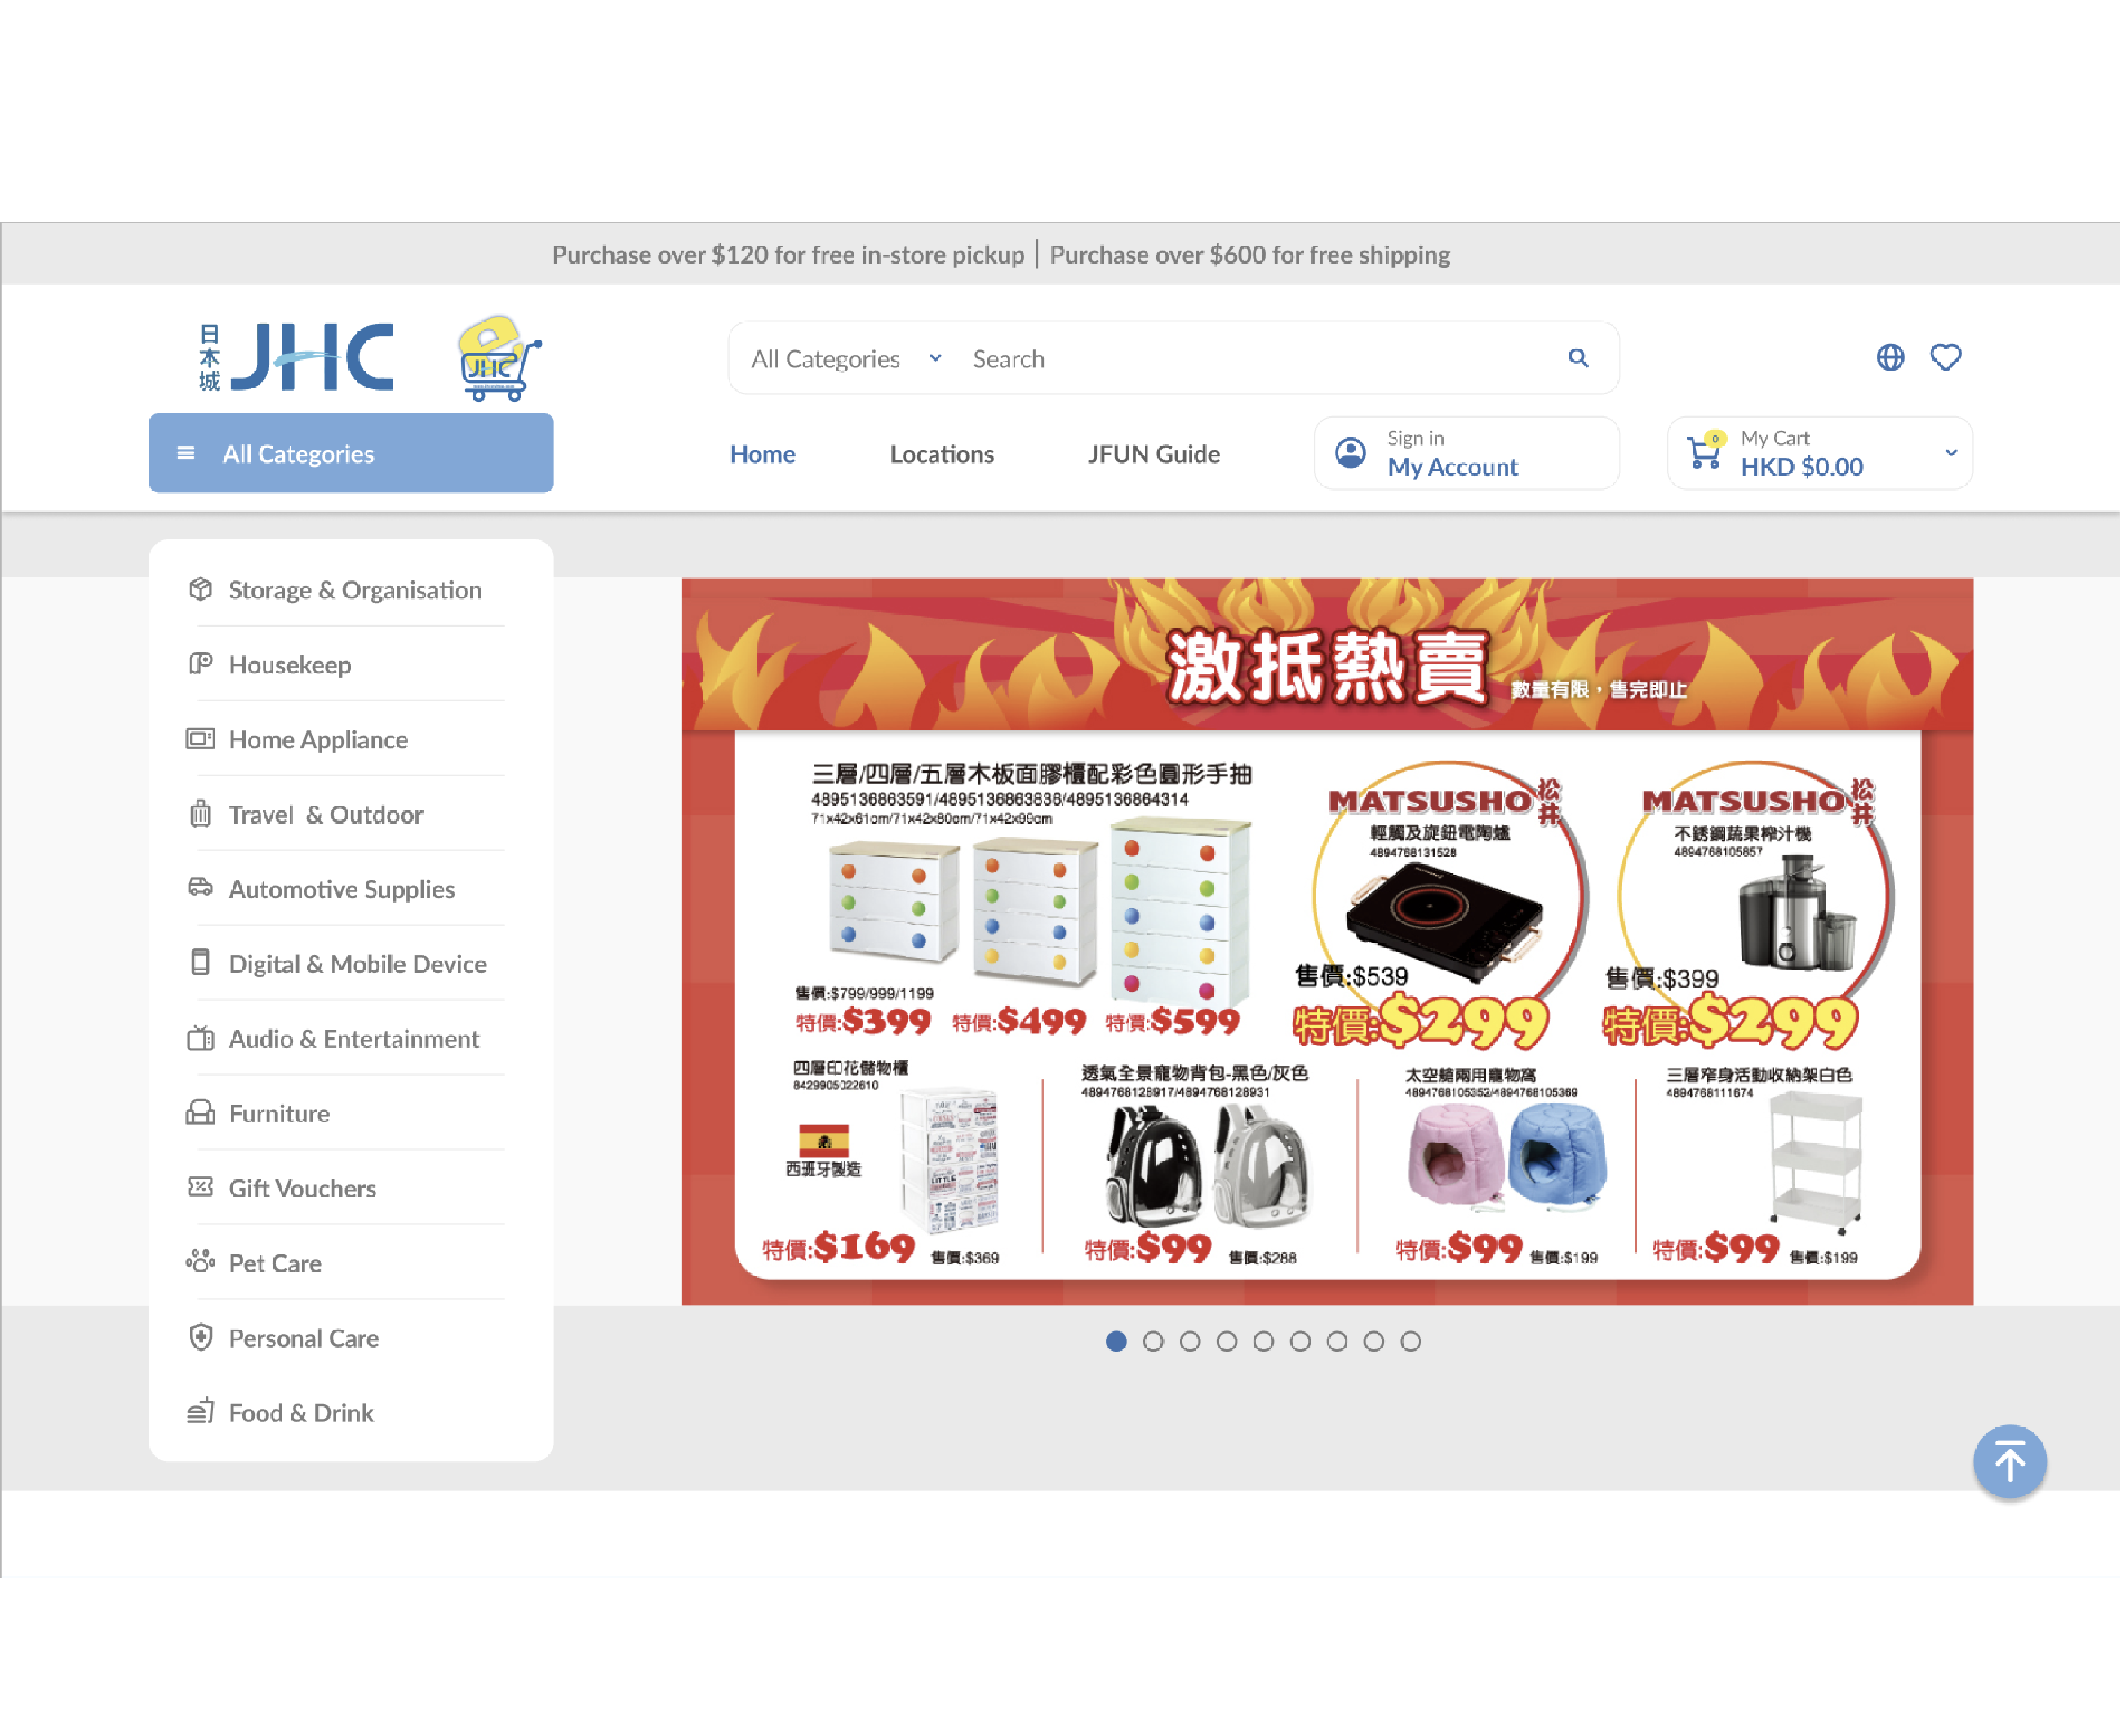 Purchase over $120 for free in-store pickup | Purchase over $600 for free shipping
日本城 JHC
JHC
All Categories Search
All Categories
Home Locations JFUN Guide
Sign in
My Account
0
My Cart
HKD $0.00
Storage & Organisation
Housekeep
Home Appliance
Travel & Outdoor
Automotive Supplies
Digital & Mobile Device
Audio & Entertainment
Furniture
Gift Vouchers
Pet Care
Personal Care
Food & Drink
激抵熱賣 數量有限・售完即止
三層/四層/五層木板面膠櫃配彩色圓形手抽
4895136863591/4895136863836/4895136864314
71x42x61cm/71x42x80cm/71x42x99cm
售價:$799/999/1199
特價:$399 特價:$499 特價:$599
MATSUSHO 松井
輕觸及旋鈕電陶爐
4894768131528
售價:$539
特價:$299
MATSUSHO 松井
不銹鋼蔬果榨汁機
4894768105857
售價:$399
特價:$299
四層印花儲物櫃
8429905022610
西班牙製造
LITTLE
特價:$169 售價:$369
透氣全景寵物背包-黑色/灰色
4894768128917/4894768128931
特價:$99 售價:$288
太空艙兩用寵物窩
4894768105352/4894768105369
特價:$99 售價:$199
三層窄身活動收納架白色
4894768111674
特價:$99 售價:$199